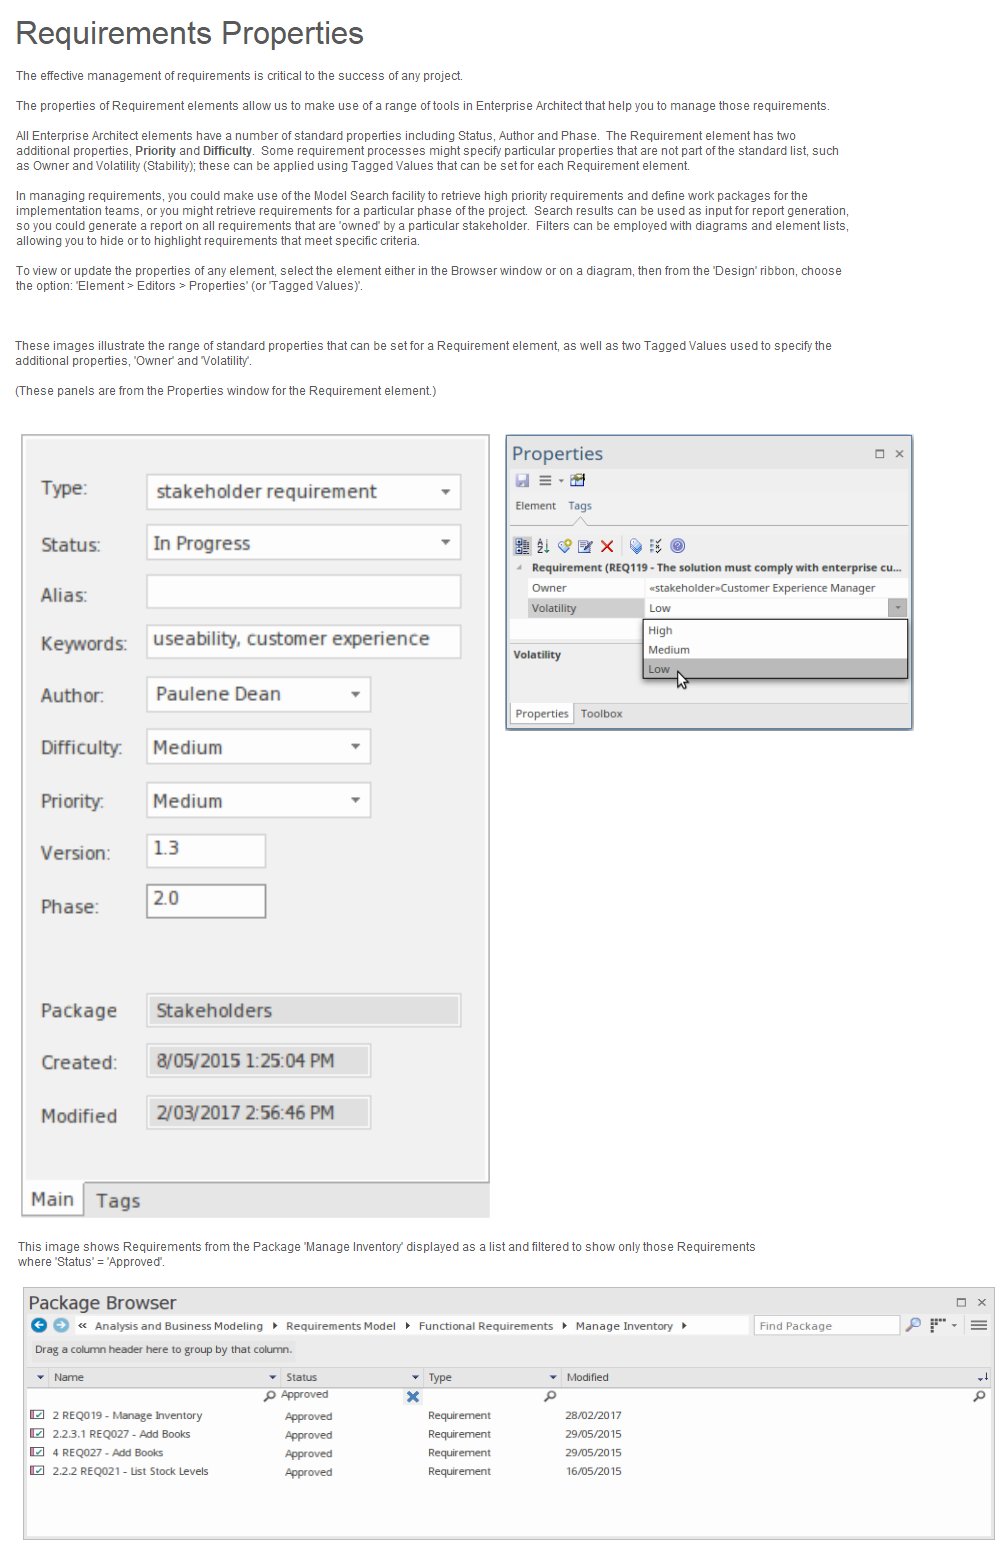 Requirements Properties
The effective management of requirements is critical to the success of any project.
The properties of Requirement elements allow us to make use of a range of tools in Enterprise Architect that help you to manage those requirements.
All Enterprise Architect elements have a number of standard properties including Status, Author and Phase.  The Requirement element has two
additional properties, Priority and Difficulty.  Some requirement processes might specify particular properties that are not part of the standard list, such
as Owner and Volatility (Stability); these can be applied using Tagged Values that can be set for each Requirement element.
In managing requirements, you could make use of the Model Search facility to retrieve high priority requirements and define work packages for the
implementation teams, or you might retrieve requirements for a particular phase of the project.  Search results can be used as input for report generation,
so you could generate a report on all requirements that are 'owned' by a particular stakeholder.  Filters can be employed with diagrams and element lists,
allowing you to hide or to highlight requirements that meet specific criteria.
To view or update the properties of any element, select the element either in the Browser window or on a diagram, then from the 'Design' ribbon, choose
the option: 'Element > Editors > Properties' (or 'Tagged Values)'.
These images illustrate the range of standard properties that can be set for a Requirement element, as well as two Tagged Values used to specify the
additional properties, 'Owner' and 'Volatility'.
(These panels are from the Properties window for the Requirement element.)
Type: stakeholder requirement
Status: In Progress
Alias:
Keywords: useability, customer experience
Author: Paulene Dean
Difficulty: Medium
Priority: Medium
Version: 1.3
Phase: 2.0
Package Stakeholders
Created: 8/05/2015 1:25:04 PM
Modified 2/03/2017 2:56:46 PM
Main Tags
Properties
Element Tags
Requirement (REQ119 - The solution must comply with enterprise cu...
Owner «stakeholder»Customer Experience Manager
Volatility Low
High
Medium
Low
Volatility
Properties Toolbox
This image shows Requirements from the Package 'Manage Inventory' displayed as a list and filtered to show only those Requirements
where 'Status' = 'Approved'.
Package Browser
« Analysis and Business Modeling Requirements Model Functional Requirements Manage Inventory Find Package
Drag a column header here to group by that column.
Name Status Type Modified
Approved
2 REQ019 - Manage Inventory Approved Requirement 28/02/2017
2.2.3.1 REQ027 - Add Books Approved Requirement 29/05/2015
4 REQ027 - Add Books Approved Requirement 29/05/2015
2.2.2 REQ021 - List Stock Levels Approved Requirement 16/05/2015